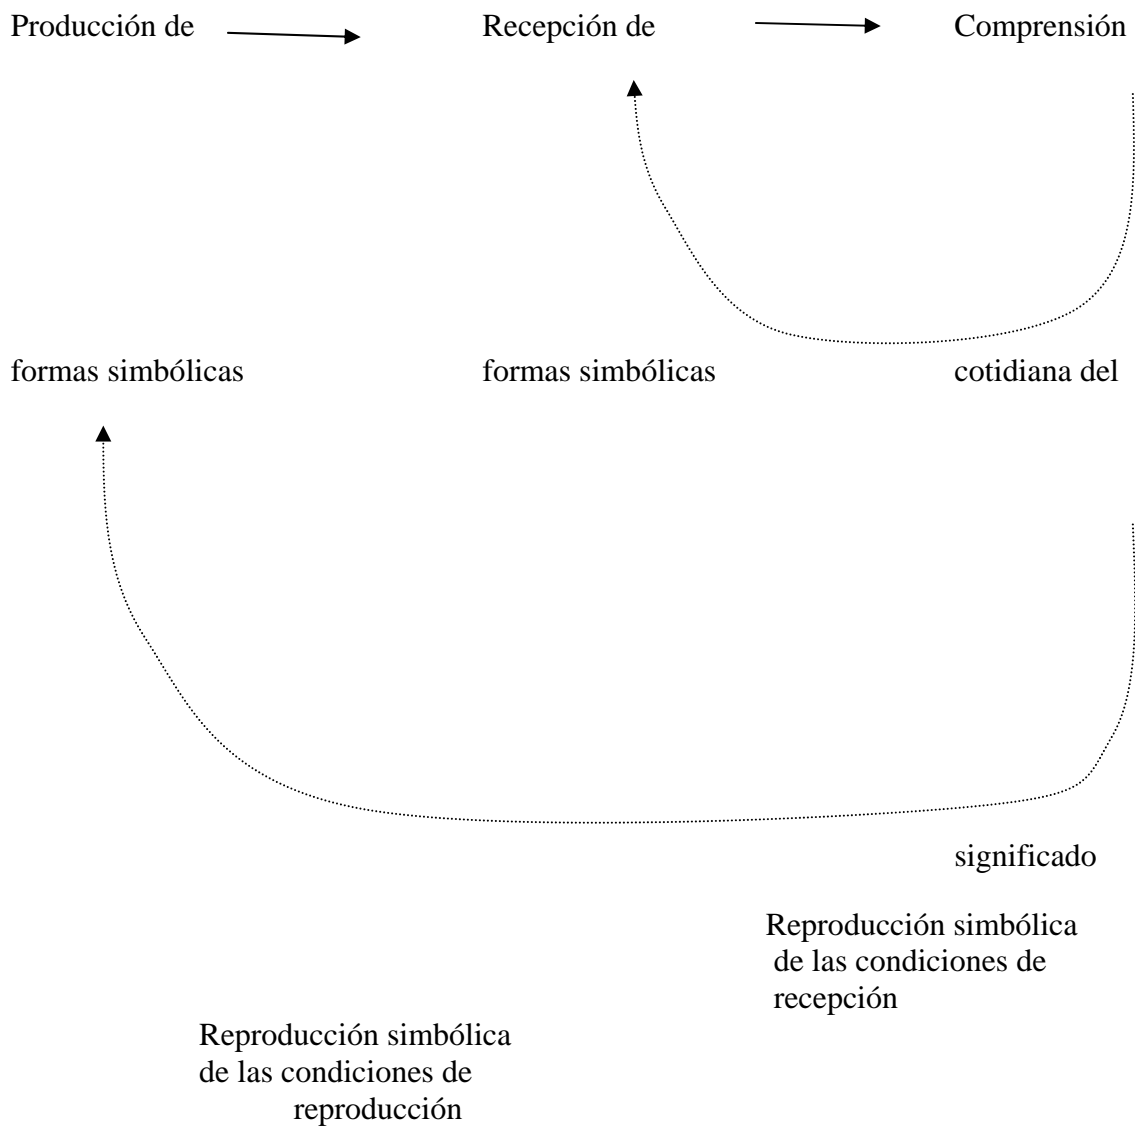 Producción de Recepción de Comprensión
formas simbólicas formas simbólicas cotidiana del
significado
Reproducción simbólica
de las condiciones de
recepción
Reproducción simbólica
de las condiciones de
reproducción